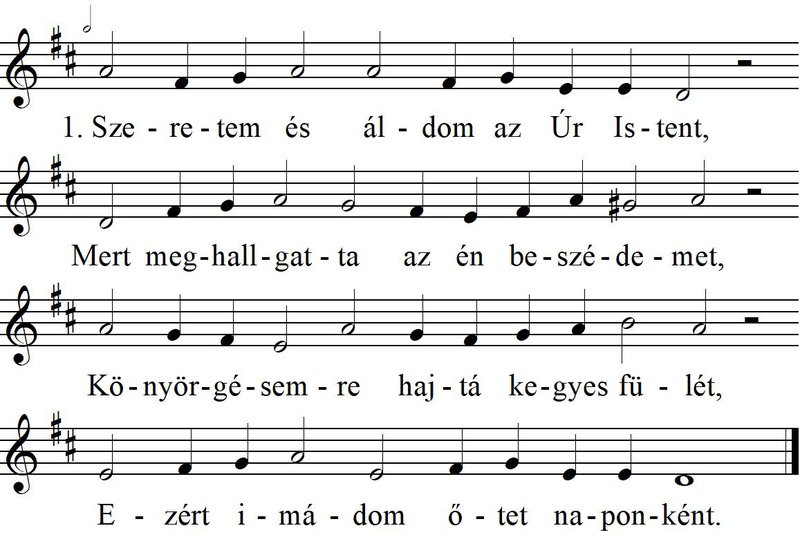 1. Sze - re - tem és ál - dom az Úr Is - tent,
Mert meg - hall - gat - ta az én be - szé - de - met,
Kö - nyör - gé - sem - re haj - tá ke - gyes fü - lét,
E - zért i - má - dom ő - tet na - pon - ként.